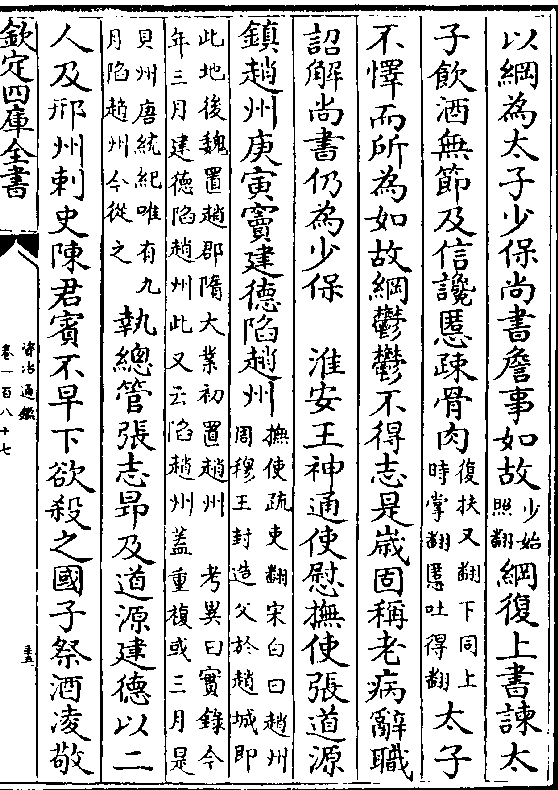 以綱為太子少保尚書詹事如故少始照翻綱復上書諫太
子飲酒無節及信讒慝疎骨肉復扶又翻下同上時掌翻慝吐得翻太子
不懌而所為如故綱鬱鬱不得志是嵗固稱老病辭職
詔解尚書仍為少保　淮安王神通使慰撫使張道源
鎮趙州庚寅竇建德陷趙州撫使疏吏翻宋白曰趙州周穆王封造父於趙城即
此地後魏置趙郡隋大業初置趙州　考異曰實錄今
年三月建德陷趙州此又云陷趙州蓋重複或三月是
貝州唐統紀唯有九月陷趙州今從之執總管張志昻及道源建德以二
人及邢州刺史陳君賓不早下欲殺之國子祭酒凌敬
欽定四庫全書
資治通鑑
卷一百八十七